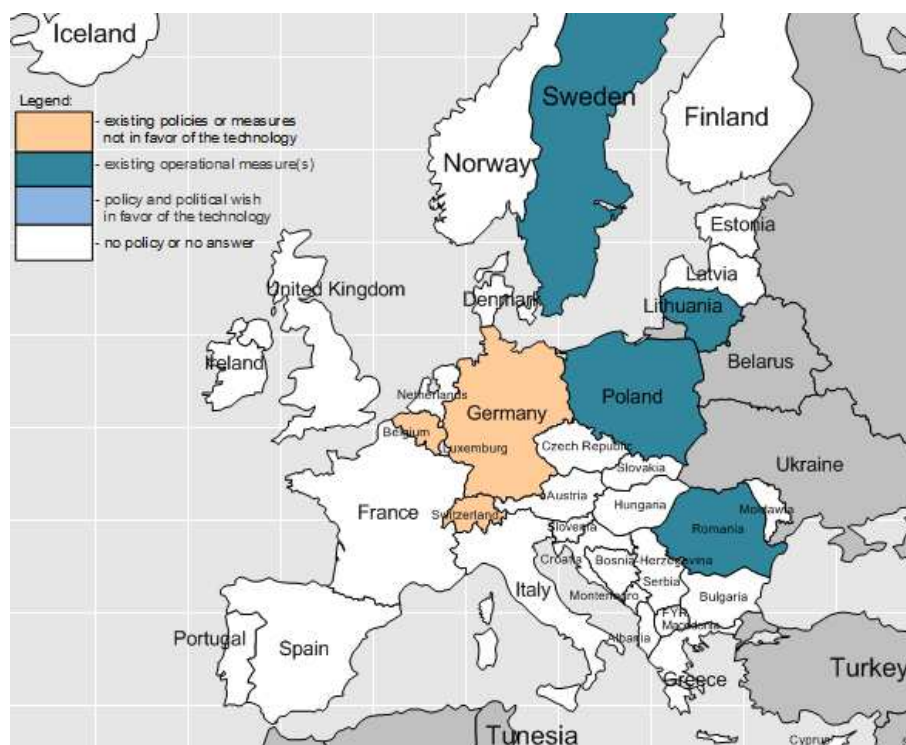 Iceland
Legend:
- existing policies or measures
not in favor of the technology
- existing operational measure(s)
- policy and political wish
in favor of the technology
- no policy or no answer
Sweden
Finland
Norway
Estonia
Latvia
Lithuania
United Kingdom
Denmark
Ireland
Belarus
Netherlands
Germany
Poland
Belgium
Luxemburg
Czech Republic
Slovakia
Ukraine
Austria
Hungaria
Moldawia
France
Switzerland
Slovenia
Romania
Croatia
Bosnia-Herzegovina
Serbia
Italy
Montenegro
Bulgaria
FYR
Macedonia
Portugal
Spain
Albania
Greece
Turkey
Tunesia
Cyprus